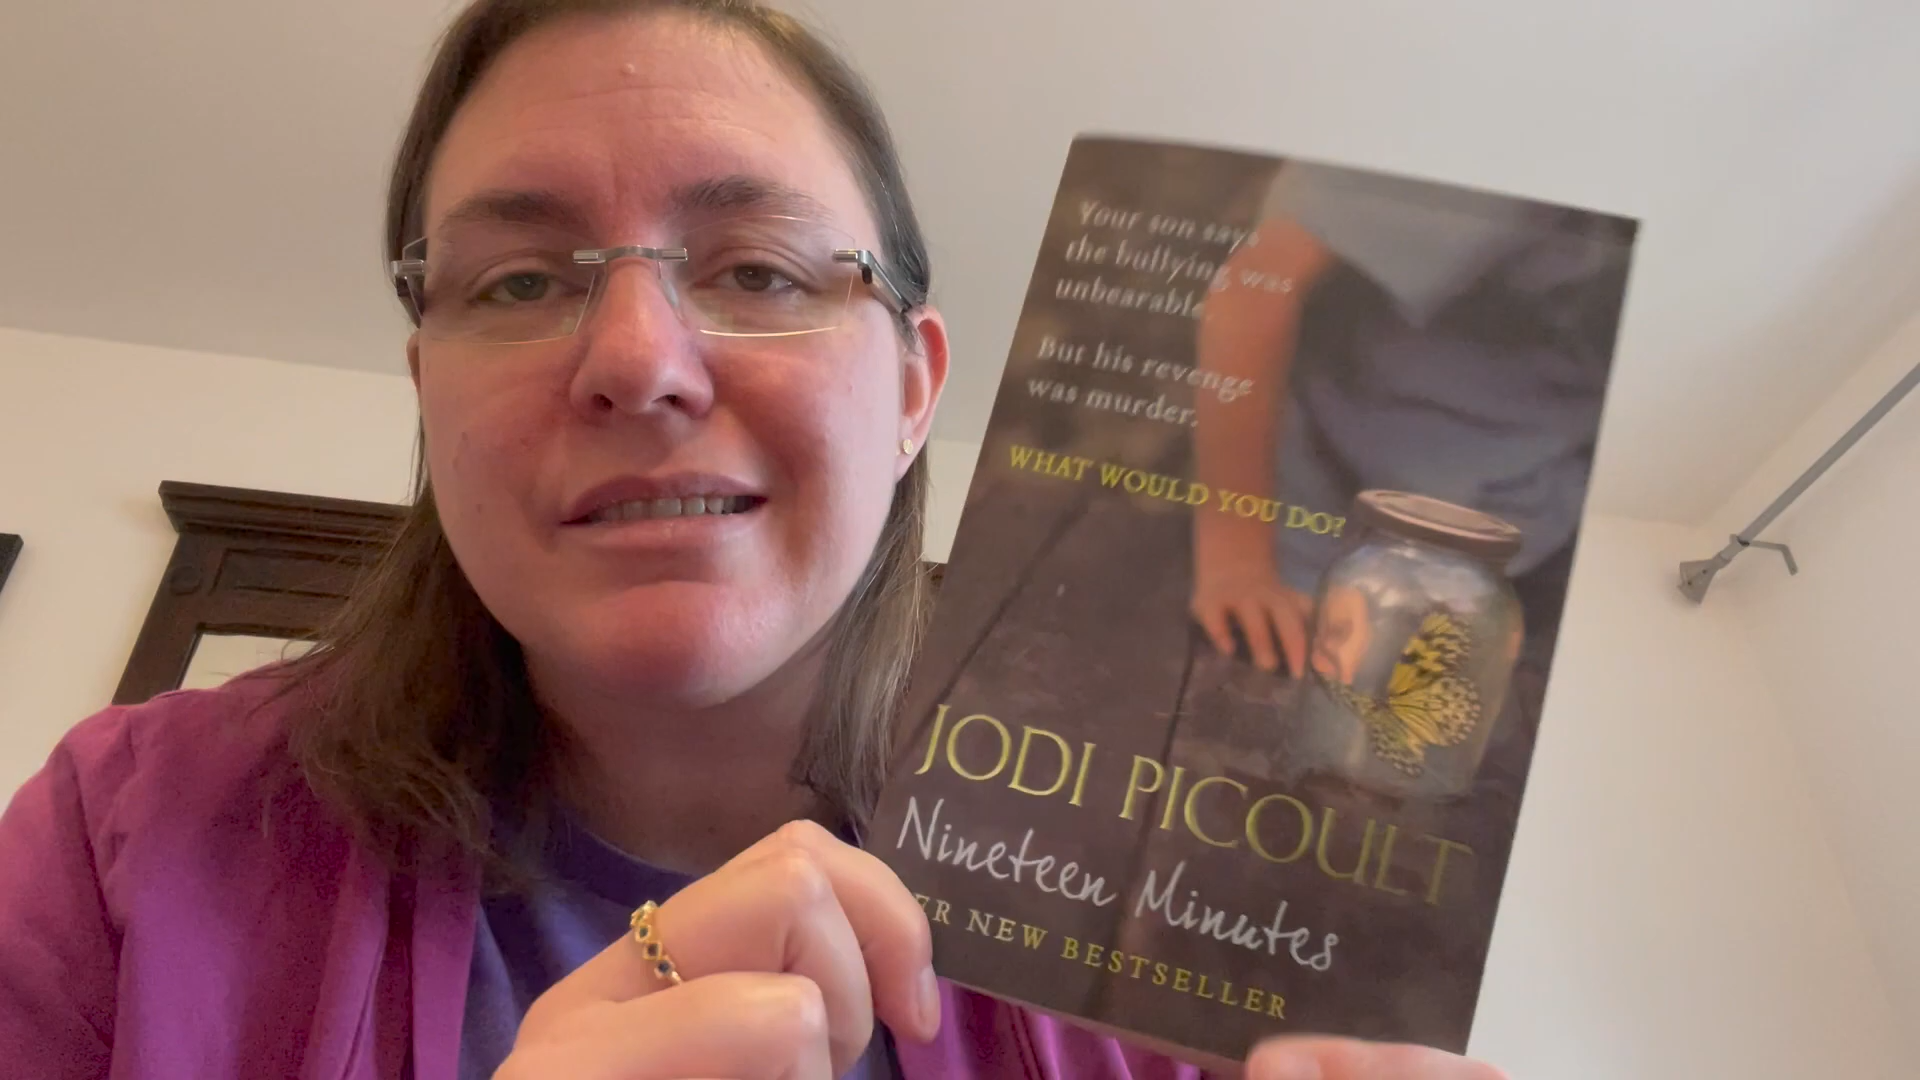 Your son says
the bullying was
unbearable.
But his revenge
was murder.
WHAT WOULD YOU DO?
JODI PICOULT
Nineteen Minutes
ER NEW BESTSELLER